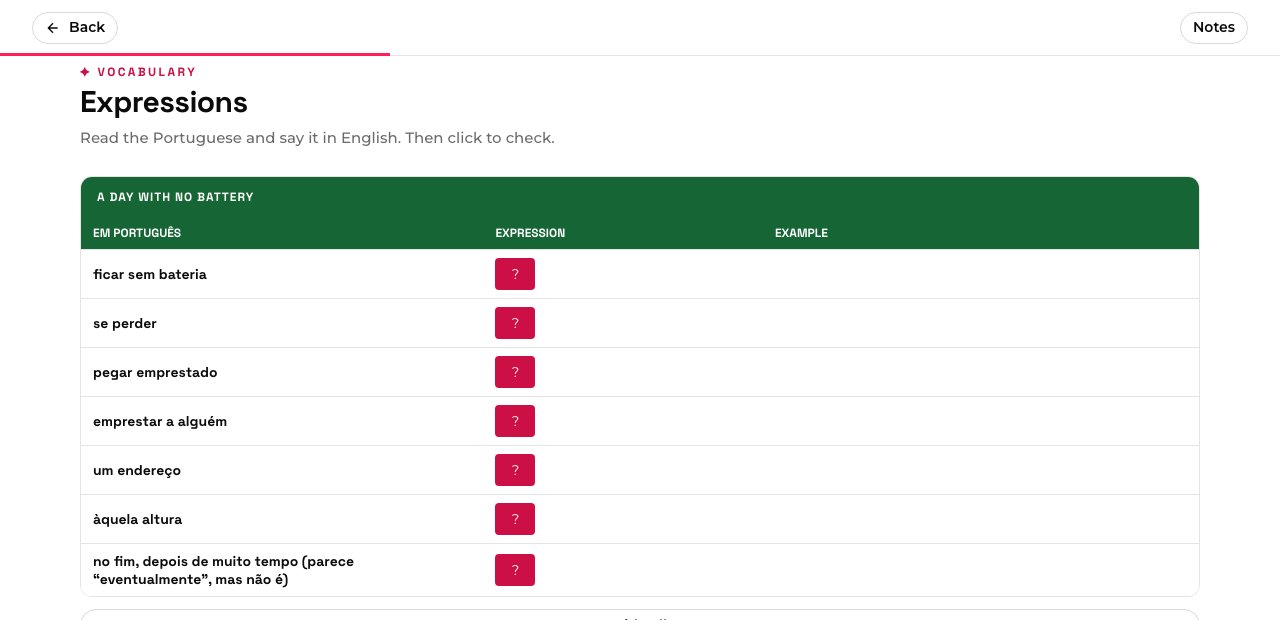 Back
Notes
VOCABULARY
Expressions
Read the Portuguese and say it in English. Then click to check.
A DAY WITH NO BATTERY
EM PORTUGUÊS EXPRESSION EXAMPLE
ficar sem bateria ?
se perder ?
pegar emprestado ?
emprestar a alguém ?
um endereço ?
àquela altura ?
no fim, depois de muito tempo (parece
“eventualmente”, mas não é) ?